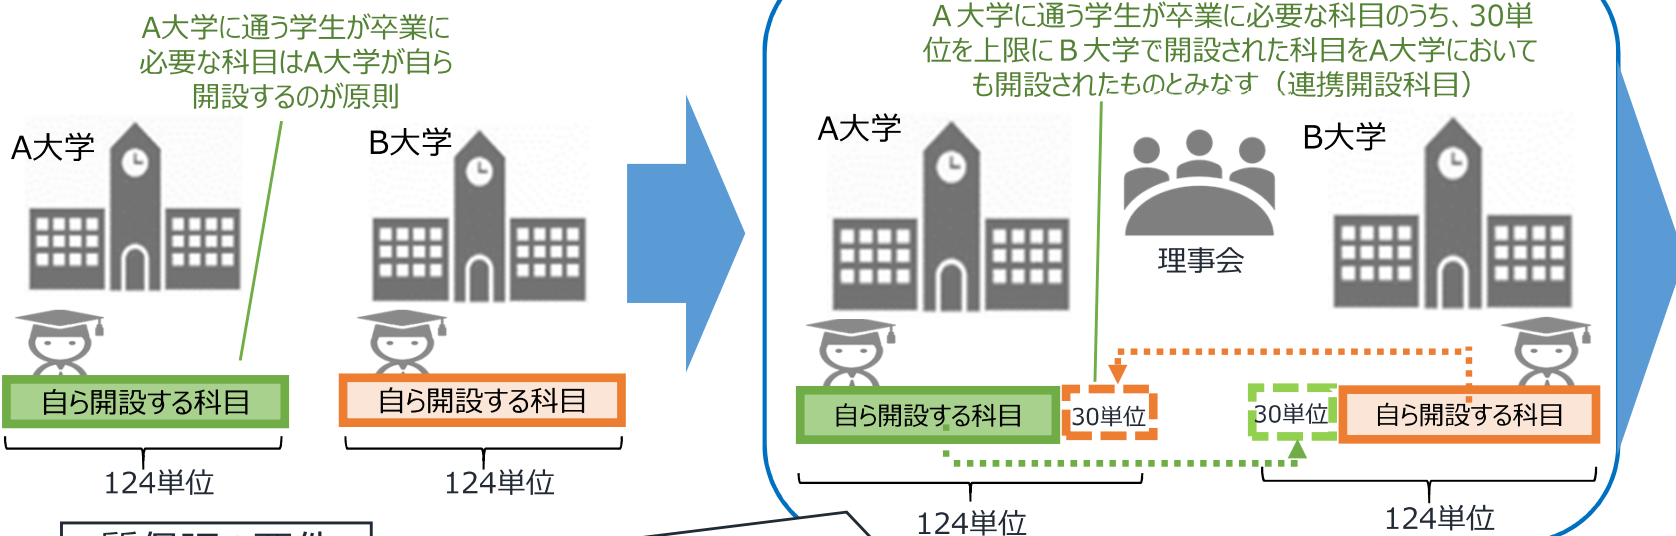 A大学に通う学生が卒業に
必要な科目はA大学が自ら
開設するのが原則
A大学
B大学
自ら開設する科目
自ら開設する科目
124単位
124単位
A大学に通う学生が卒業に必要な科目のうち、30単
位を上限にB大学で開設された科目をA大学において
も開設されたものとみなす（連携開設科目）
A大学
理事会
B大学
自ら開設する科目
30単位
30単位
自ら開設する科目
124単位
124単位